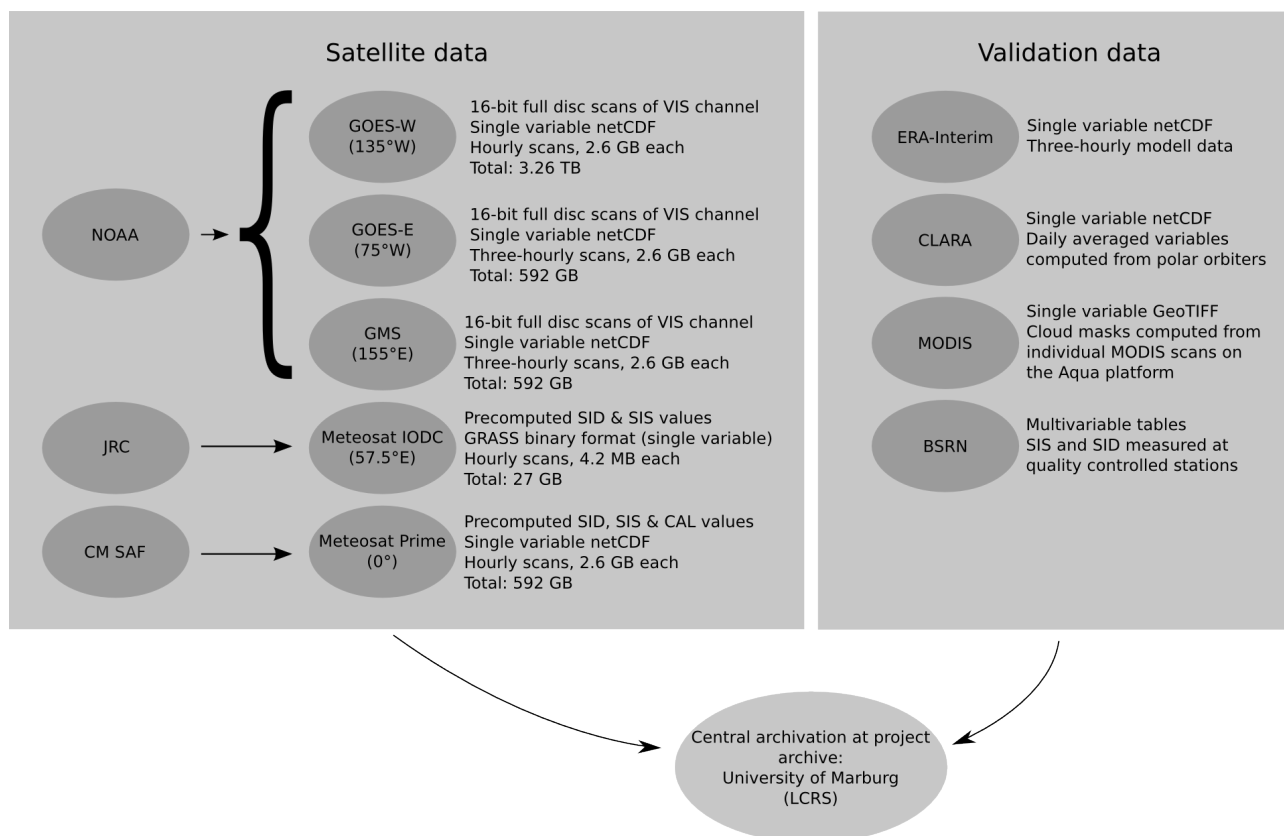 Satellite data
NOAA
GOES-W
(135°W)
16-bit full disc scans of VIS channel
Single variable netCDF
Hourly scans, 2.6 GB each
Total: 3.26 TB
GOES-E
(75°W)
16-bit full disc scans of VIS channel
Single variable netCDF
Three-hourly scans, 2.6 GB each
Total: 592 GB
GMS
(155°E)
16-bit full disc scans of VIS channel
Single variable netCDF
Three-hourly scans, 2.6 GB each
Total: 592 GB
JRC
Meteosat IODC
(57.5°E)
Precomputed SID & SIS values
GRASS binary format (single variable)
Hourly scans, 4.2 MB each
Total: 27 GB
CM SAF
Meteosat Prime
(0°)
Precomputed SID, SIS & CAL values
Single variable netCDF
Hourly scans, 2.6 GB each
Total: 592 GB
Validation data
ERA-Interim
Single variable netCDF
Three-hourly modell data
CLARA
Single variable netCDF
Daily averaged variables
computed from polar orbiters
MODIS
Single variable GeoTIFF
Cloud masks computed from
individual MODIS scans on
the Aqua platform
BSRN
Multivariable tables
SIS and SID measured at
quality controlled stations
Central archivation at project
archive:
University of Marburg
(LCRS)